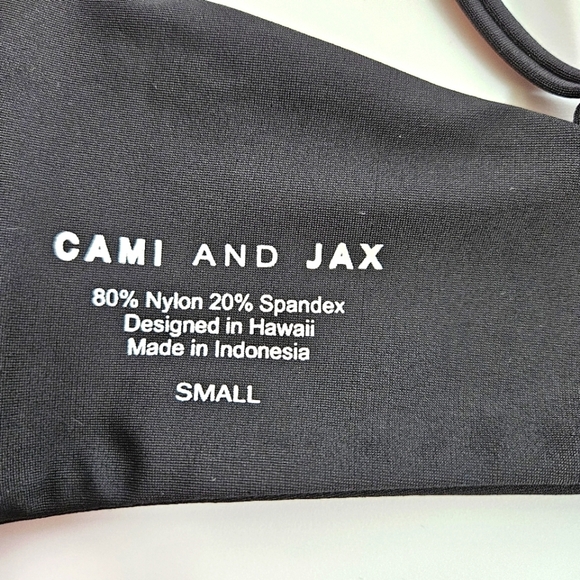 CAMI AND JAX
80% Nylon 20% Spandex
Designed in Hawaii
Made in Indonesia
SMALL